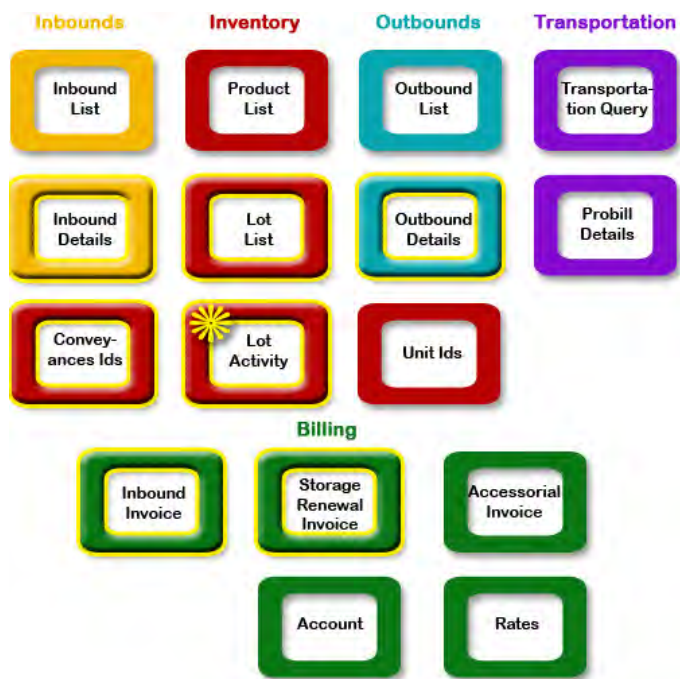 Inbounds Inventory Outbounds Transportation
Inbound
List
Product
List
Outbound
List
Transporta-
tion Query
Inbound
Details
Lot
List
Outbound
Details
Probill
Details
Convey-
ances Ids
Lot
Activity
Unit Ids
Billing
Inbound
Invoice
Storage
Renewal
Invoice
Accessorial
Invoice
Account
Rates